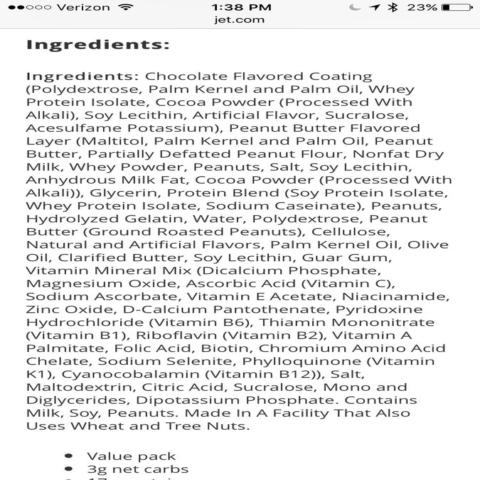 Verizon 1:38 PM 23%
jet.com
Ingredients:
Ingredients: Chocolate Flavored Coating
(Polydextrose, Palm Kernel and Palm Oil, Whey
Protein Isolate, Cocoa Powder (Processed With
Alkali), Soy Lecithin, Artificial Flavor, Sucralose,
Acesulfame Potassium), Peanut Butter Flavored
Layer (Maltitol, Palm Kernel and Palm Oil, Peanut
Butter, Partially Defatted Peanut Flour, Nonfat Dry
Milk, Whey Powder, Peanuts, Salt, Soy Lecithin,
Anhydrous Milk Fat, Cocoa Powder (Processed With
Alkali)), Glycerin, Protein Blend (Soy Protein Isolate,
Whey Protein Isolate, Sodium Caseinate), Peanuts,
Hydrolyzed Gelatin, Water, Polydextrose, Peanut
Butter (Ground Roasted Peanuts), Cellulose,
Natural and Artificial Flavors, Palm Kernel Oil, Olive
Oil, Clarified Butter, Soy Lecithin, Guar Gum,
Vitamin Mineral Mix (Dicalcium Phosphate,
Magnesium Oxide, Ascorbic Acid (Vitamin C),
Sodium Ascorbate, Vitamin E Acetate, Niacinamide,
Zinc Oxide, D-Calcium Pantothenate, Pyridoxine
Hydrochloride (Vitamin B6), Thiamin Mononitrate
(Vitamin B1), Riboflavin (Vitamin B2), Vitamin A
Palmitate, Folic Acid, Biotin, Chromium Amino Acid
Chelate, Sodium Selenite, Phylloquinone (Vitamin
K1), Cyanocobalamin (Vitamin B12)), Salt,
Maltodextrin, Citric Acid, Sucralose, Mono and
Diglycerides, Dipotassium Phosphate. Contains
Milk, Soy, Peanuts. Made In A Facility That Also
Uses Wheat and Tree Nuts.
• Value pack
• 3g net carbs